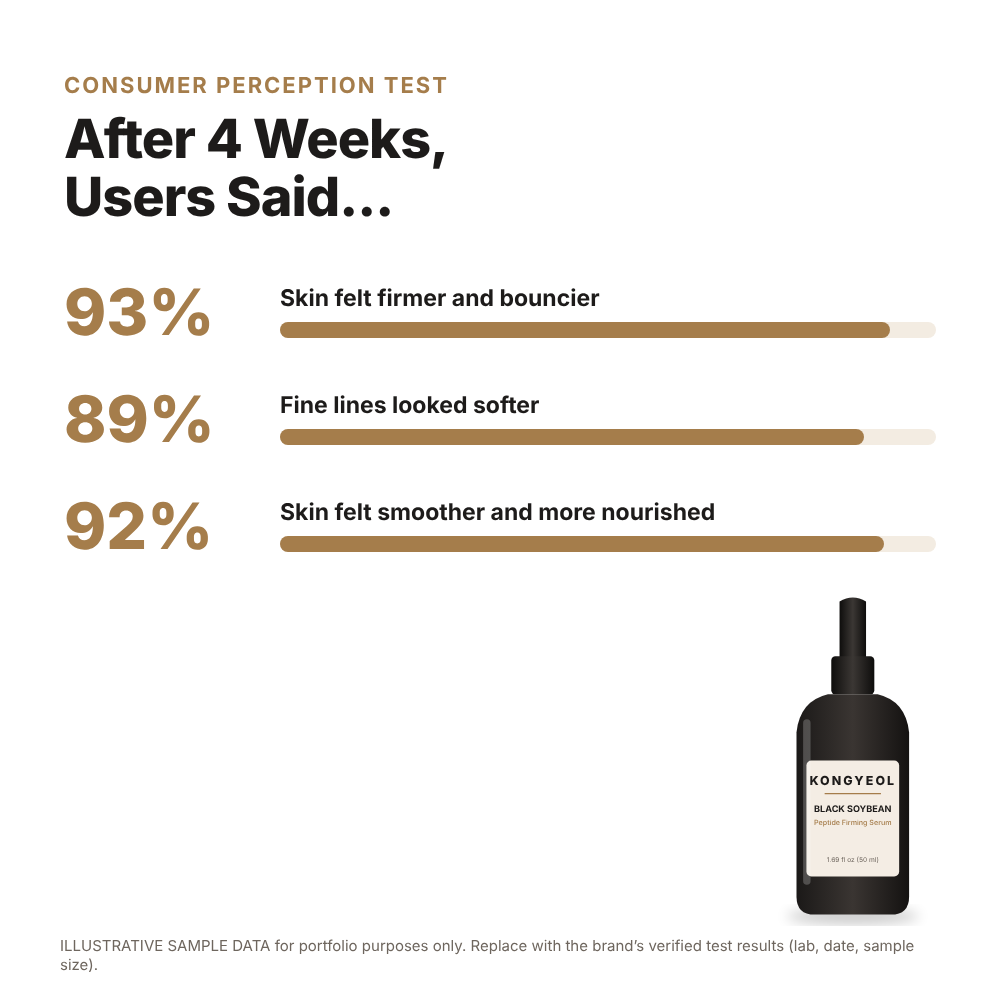 CONSUMER PERCEPTION TEST
After 4 Weeks,
Users Said…
93%
Skin felt firmer and bouncier
89%
Fine lines looked softer
92%
Skin felt smoother and more nourished
KONGYEOL
BLACK SOYBEAN
Peptide Firming Serum
1.69 fl oz (50 ml)
ILLUSTRATIVE SAMPLE DATA for portfolio purposes only. Replace with the brand’s verified test results (lab, date, sample
size).